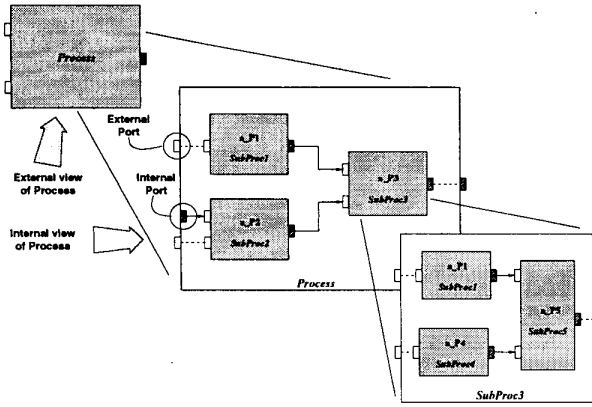 Process
External view
of Process
External
Port
Internal
Port
Internal view
of Process
a_P1
SubProc1
a_P2
SubProc2
a_P3
SubProc3
Process
a_P1
SubProc1
a_P4
SubProc4
a_P5
SubProc5
SubProc3